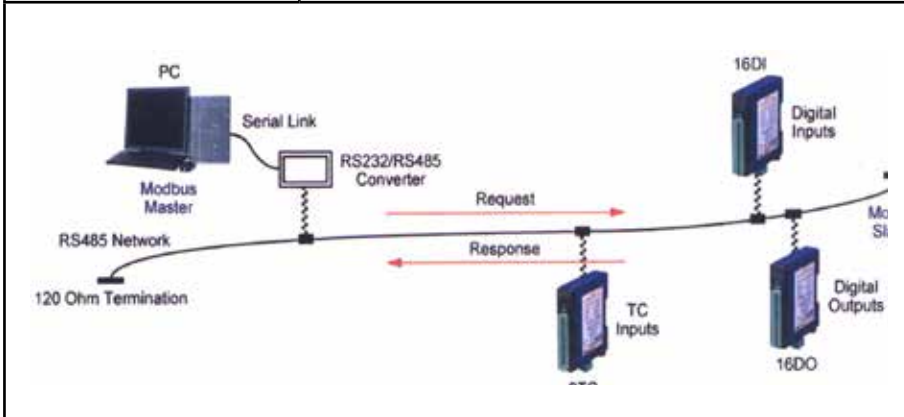 PC
Serial Link
RS232/RS485
Converter
Modbus
Master
RS485 Network
120 Ohm Termination
Request
Response
16DI
Digital
Inputs
TC
Inputs
Digital
Outputs
16DO